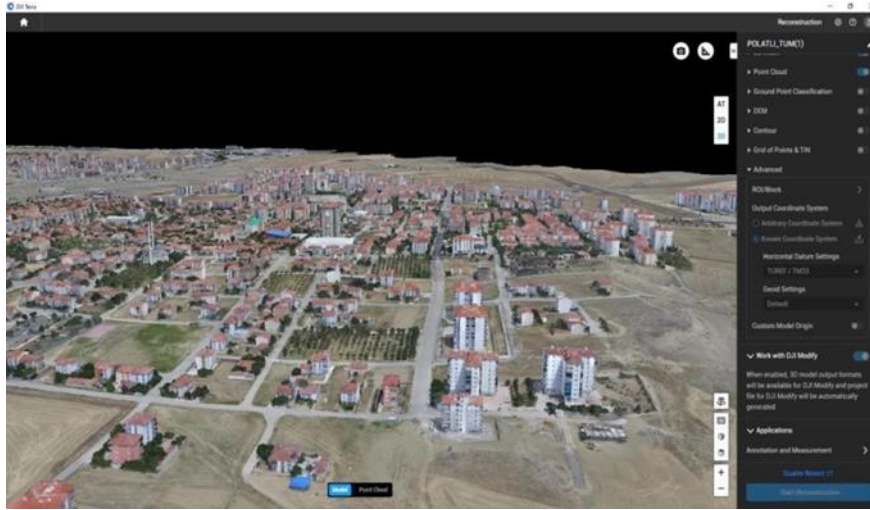 DJI Terra
Reconstruction
POLATLI_TUM(1)
Point Cloud
Ground Point Classification
DEM
Contour
Grid of Points & TIN
Advanced
ROI/Block
Output Coordinate System
Arbitrary Coordinate System
Known Coordinate System
Horizontal Datum Settings
TUREF / TM33
Geoid Settings
Default
Custom Model Origin
Work with DJI Modify
When enabled, 3D model output formats
will be available for DJI Modify and project
file for DJI Modify will be automatically
generated
Applications
Annotation and Measurement
Quality Report
Start Reconstruction
AT
2D
3D
Model Point Cloud